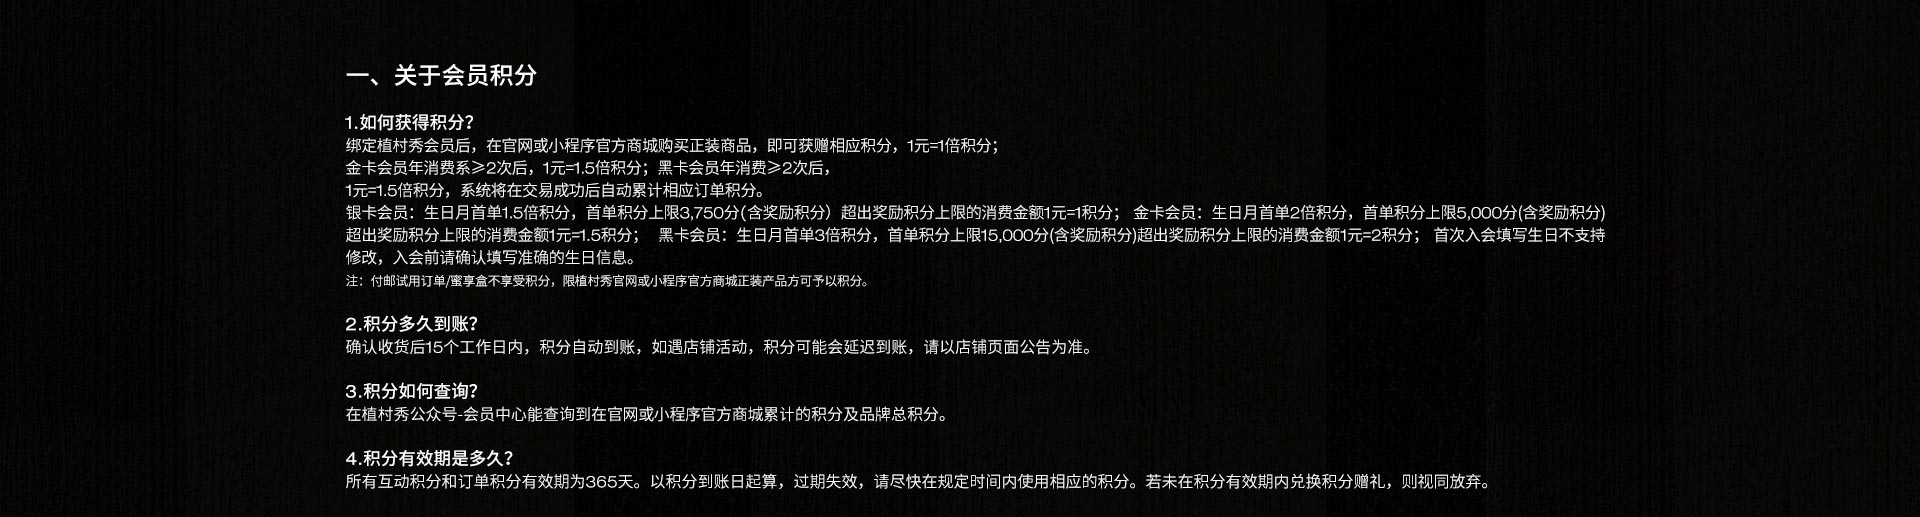 一、关于会员积分
1.如何获得积分?
绑定植村秀会员后，在官网或小程序官方商城购买正装商品，即可获赠相应积分，1元=1倍积分；
金卡会员年消费系≥2次后，1元=1.5倍积分；黑卡会员年消费≥2次后，
1元=1.5倍积分，系统将在交易成功后自动累计相应订单积分。
银卡会员：生日月首单1.5倍积分，首单积分上限3,750分(含奖励积分）超出奖励积分上限的消费金额1元=1积分； 金卡会员：生日月首单2倍积分，首单积分上限5,000分(含奖励积分)
超出奖励积分上限的消费金额1元=1.5积分； 黑卡会员：生日月首单3倍积分，首单积分上限15,000分(含奖励积分)超出奖励积分上限的消费金额1元=2积分； 首次入会填写生日不支持
修改，入会前请确认填写准确的生日信息。
注：付邮试用订单/蜜享盒不享受积分，限植村秀官网或小程序官方商城正装产品方可予以积分。
2.积分多久到账?
确认收货后15个工作日内，积分自动到账，如遇店铺活动，积分可能会延迟到账，请以店铺页面公告为准。
3.积分如何查询?
在植村秀公众号-会员中心能查询到在官网或小程序官方商城累计的积分及品牌总积分。
4.积分有效期是多久?
所有互动积分和订单积分有效期为365天。以积分到账日起算，过期失效，请尽快在规定时间内使用相应的积分。若未在积分有效期内兑换积分赠礼，则视同放弃。